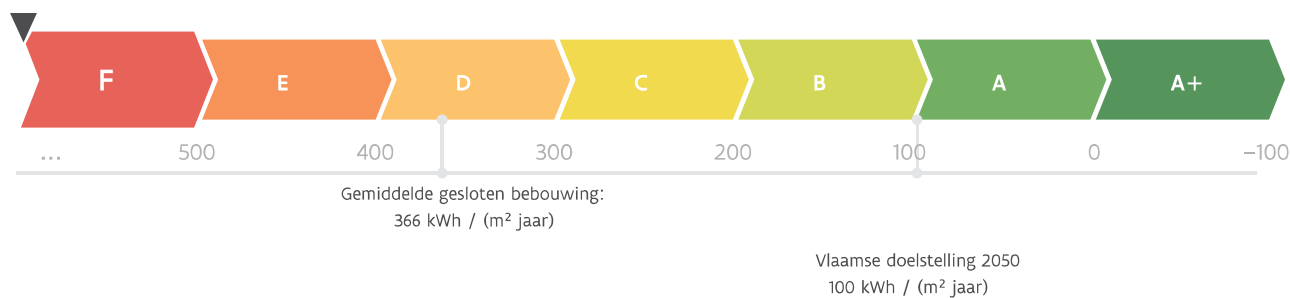 F E D C B A A+
... 500 400 300 200 100 0 –100
Gemiddelde gesloten bebouwing:
366 kWh / (m² jaar)
Vlaamse doelstelling 2050
100 kWh / (m² jaar)